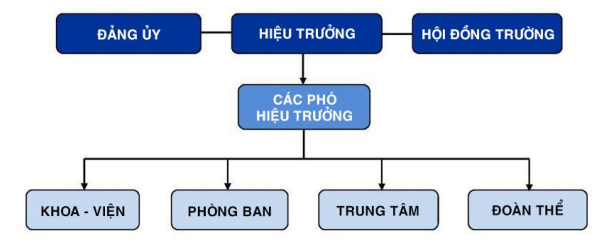 ĐẢNG ỦY
HIỆU TRƯỞNG
HỘI ĐỒNG TRƯỜNG
CÁC PHÓ
HIỆU TRƯỞNG
KHOA - VIỆN
PHÒNG BAN
TRUNG TÂM
ĐOÀN THỂ